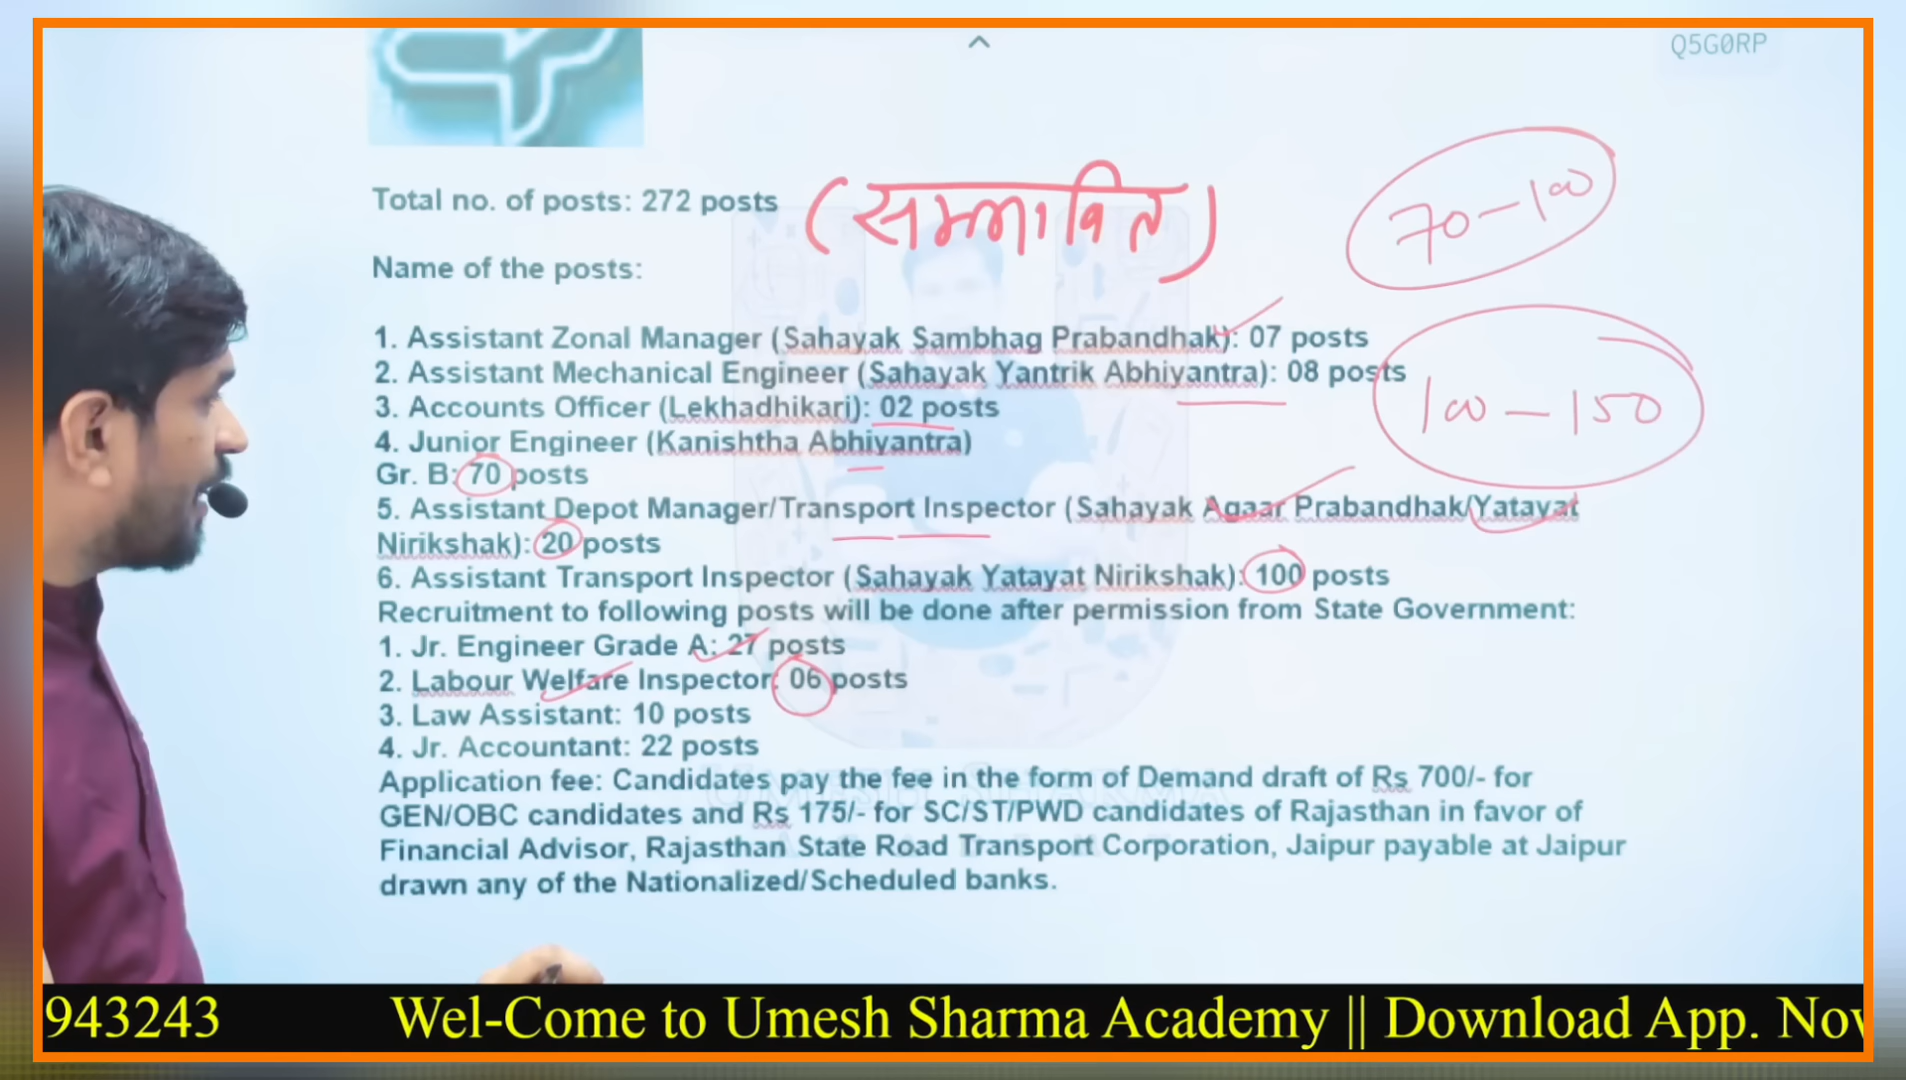 Q5G0RP
Total no. of posts: 272 posts (सम्भावित)
70-100
Name of the posts:
1. Assistant Zonal Manager (Sahayak Sambhag Prabandhak): 07 posts
2. Assistant Mechanical Engineer (Sahayak Yantrik Abhiyantra): 08 posts
100-150
3. Accounts Officer (Lekhadhikari): 02 posts
4. Junior Engineer (Kanishtha Abhiyantra)
Gr. B: 70 posts
5. Assistant Depot Manager/Transport Inspector (Sahayak Agaar Prabandhak/Yatayat
Nirikshak): 20 posts
6. Assistant Transport Inspector (Sahayak Yatayat Nirikshak): 100 posts
Recruitment to following posts will be done after permission from State Government:
1. Jr. Engineer Grade A: 27 posts
2. Labour Welfare Inspector: 06 posts
3. Law Assistant: 10 posts
4. Jr. Accountant: 22 posts
Application fee: Candidates pay the fee in the form of Demand draft of Rs 700/- for
GEN/OBC candidates and Rs 175/- for SC/ST/PWD candidates of Rajasthan in favor of
Financial Advisor, Rajasthan State Road Transport Corporation, Jaipur payable at Jaipur
drawn any of the Nationalized/Scheduled banks.
UMESH SHARMA
943243 Wel-Come to Umesh Sharma Academy || Download App. Nov